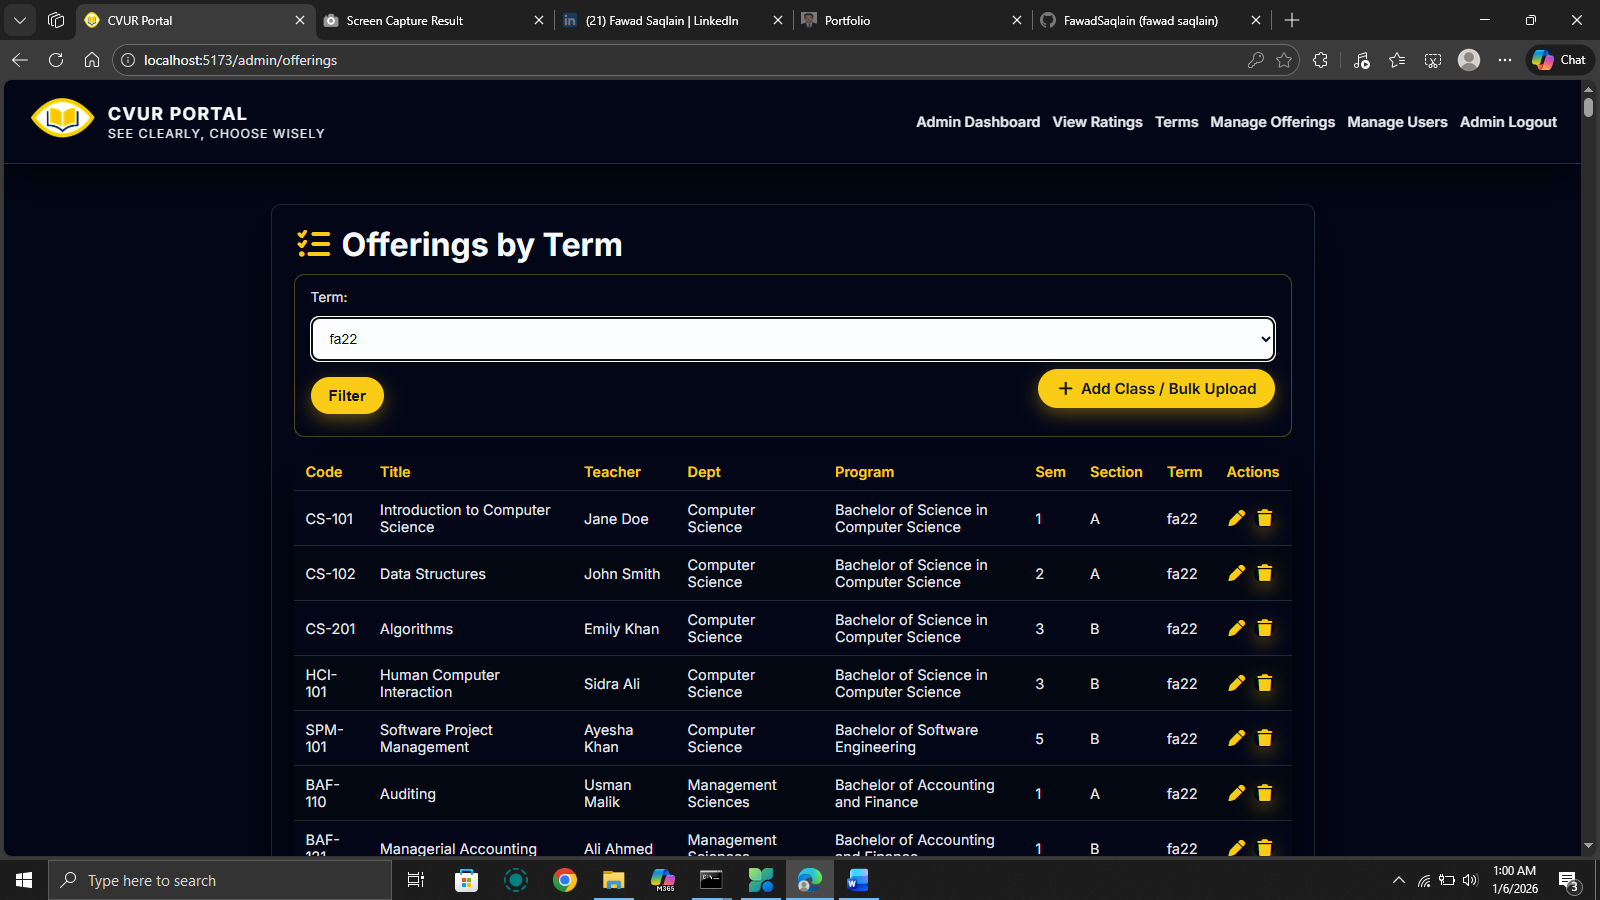 CVUR Portal
Screen Capture Result
(21) Fawad Saqlain | LinkedIn
Portfolio
FawadSaqlain (fawad saqlain)
localhost:5173/admin/offerings
Chat
CVUR PORTAL
SEE CLEARLY, CHOOSE WISELY
Admin Dashboard View Ratings Terms Manage Offerings Manage Users Admin Logout
Offerings by Term
Term:
fa22
Filter
+ Add Class / Bulk Upload
Code Title Teacher Dept Program Sem Section Term Actions
CS-101 Introduction to Computer Science Jane Doe Computer Science Bachelor of Science in Computer Science 1 A fa22
CS-102 Data Structures John Smith Computer Science Bachelor of Science in Computer Science 2 A fa22
CS-201 Algorithms Emily Khan Computer Science Bachelor of Science in Computer Science 3 B fa22
HCI-101 Human Computer Interaction Sidra Ali Computer Science Bachelor of Science in Computer Science 3 B fa22
SPM-101 Software Project Management Ayesha Khan Computer Science Bachelor of Software Engineering 5 B fa22
BAF-110 Auditing Usman Malik Management Sciences Bachelor of Accounting and Finance 1 A fa22
BAF- Managerial Accounting Ali Ahmed Management Bachelor of Accounting 1 B fa22
Type here to search
M365
1:00 AM
1/6/2026
3